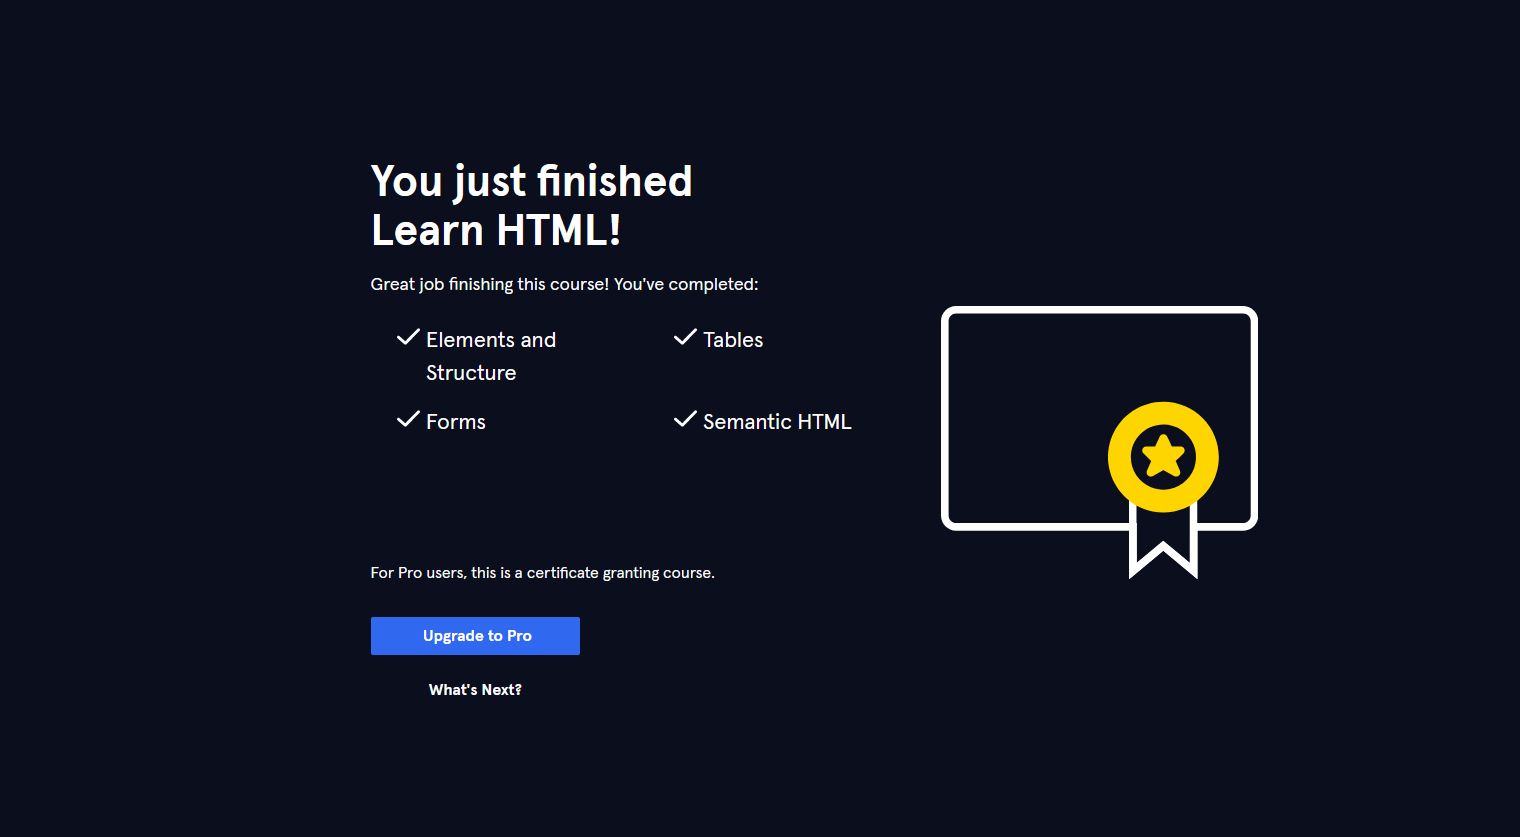 You just finished
Learn HTML!
Great job finishing this course! You've completed:
Elements and
Structure
Tables
Forms
Semantic HTML
For Pro users, this is a certificate granting course.
Upgrade to Pro
What's Next?